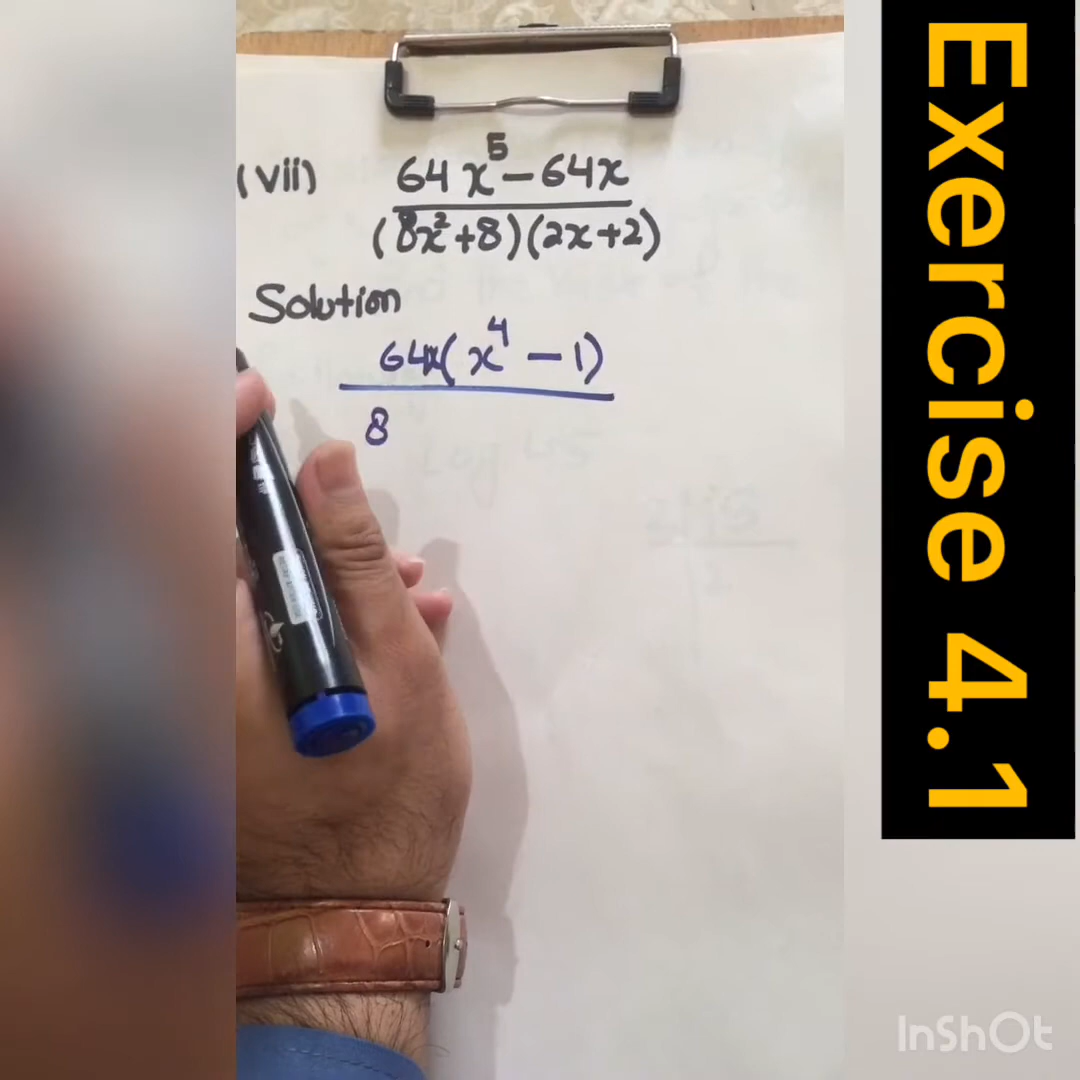 (vii) 64x⁵ - 64x
(8x² + 8)(2x + 2)
Solution
64x(x⁴ - 1)
8
Exercise 4.1
InShOt